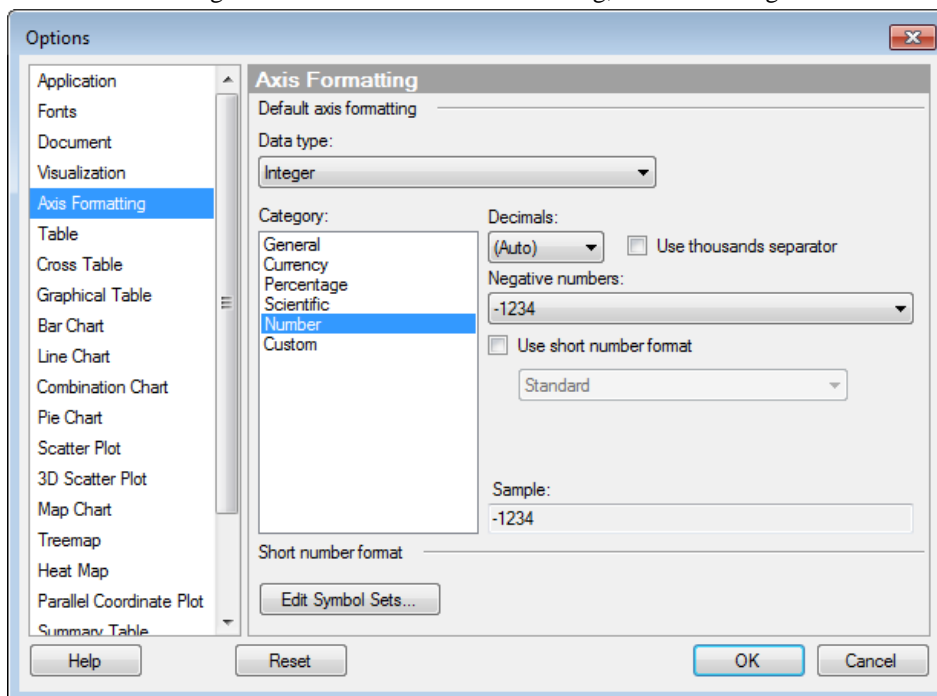 Options
Application
Fonts
Document
Visualization
Axis Formatting
Table
Cross Table
Graphical Table
Bar Chart
Line Chart
Combination Chart
Pie Chart
Scatter Plot
3D Scatter Plot
Map Chart
Treemap
Heat Map
Parallel Coordinate Plot
Summary Table
Axis Formatting
Default axis formatting
Data type:
Integer
Category:
General
Currency
Percentage
Scientific
Number
Custom
Decimals:
(Auto)
Use thousands separator
Negative numbers:
-1234
Use short number format
Standard
Sample:
-1234
Short number format
Edit Symbol Sets...
Help
Reset
OK
Cancel